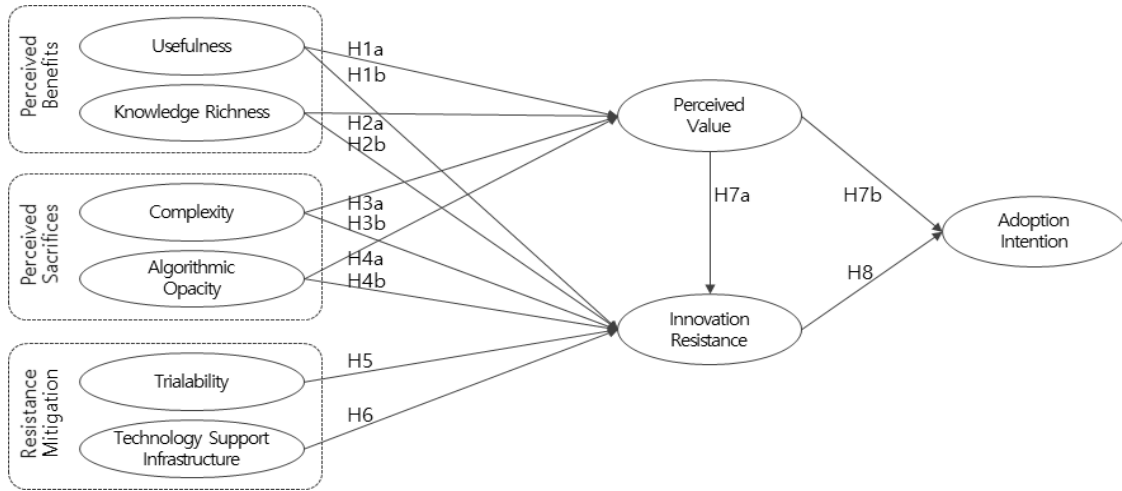 Perceived
Benefits
Usefulness
Knowledge Richness
H1a
H1b
H2a
H2b
Perceived
Sacrifices
Complexity
Algorithmic
Opacity
H3a
H3b
H4a
H4b
Resistance
Mitigation
Trialability
Technology Support
Infrastructure
H5
H6
Perceived
Value
H7a
Innovation
Resistance
H7b
H8
Adoption
Intention